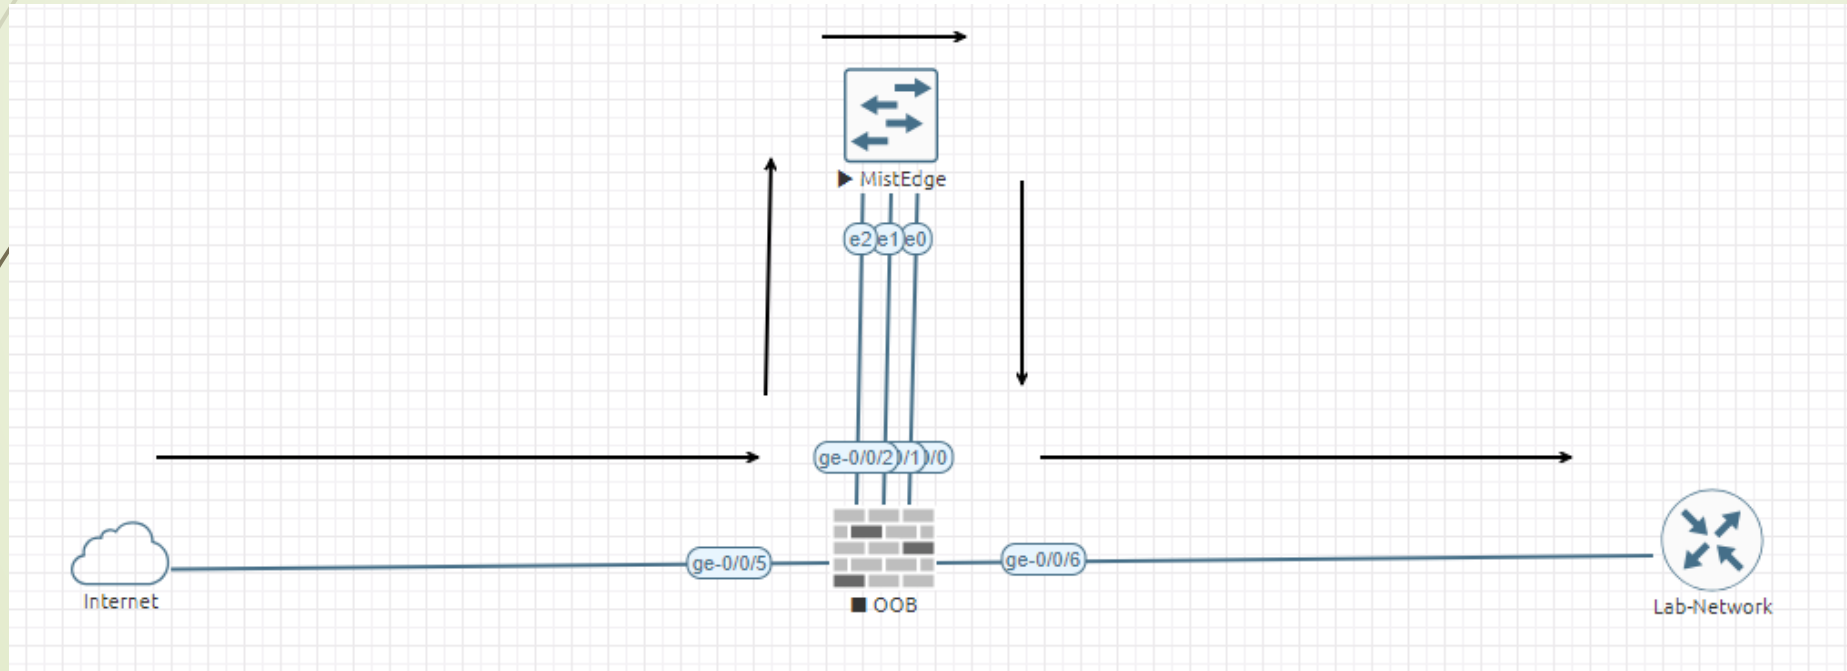 ▶ MistEdge
e2 e1 e0
ge-0/0/2 /1 /0
ge-0/0/5
ge-0/0/6
Internet
■ OOB
Lab-Network